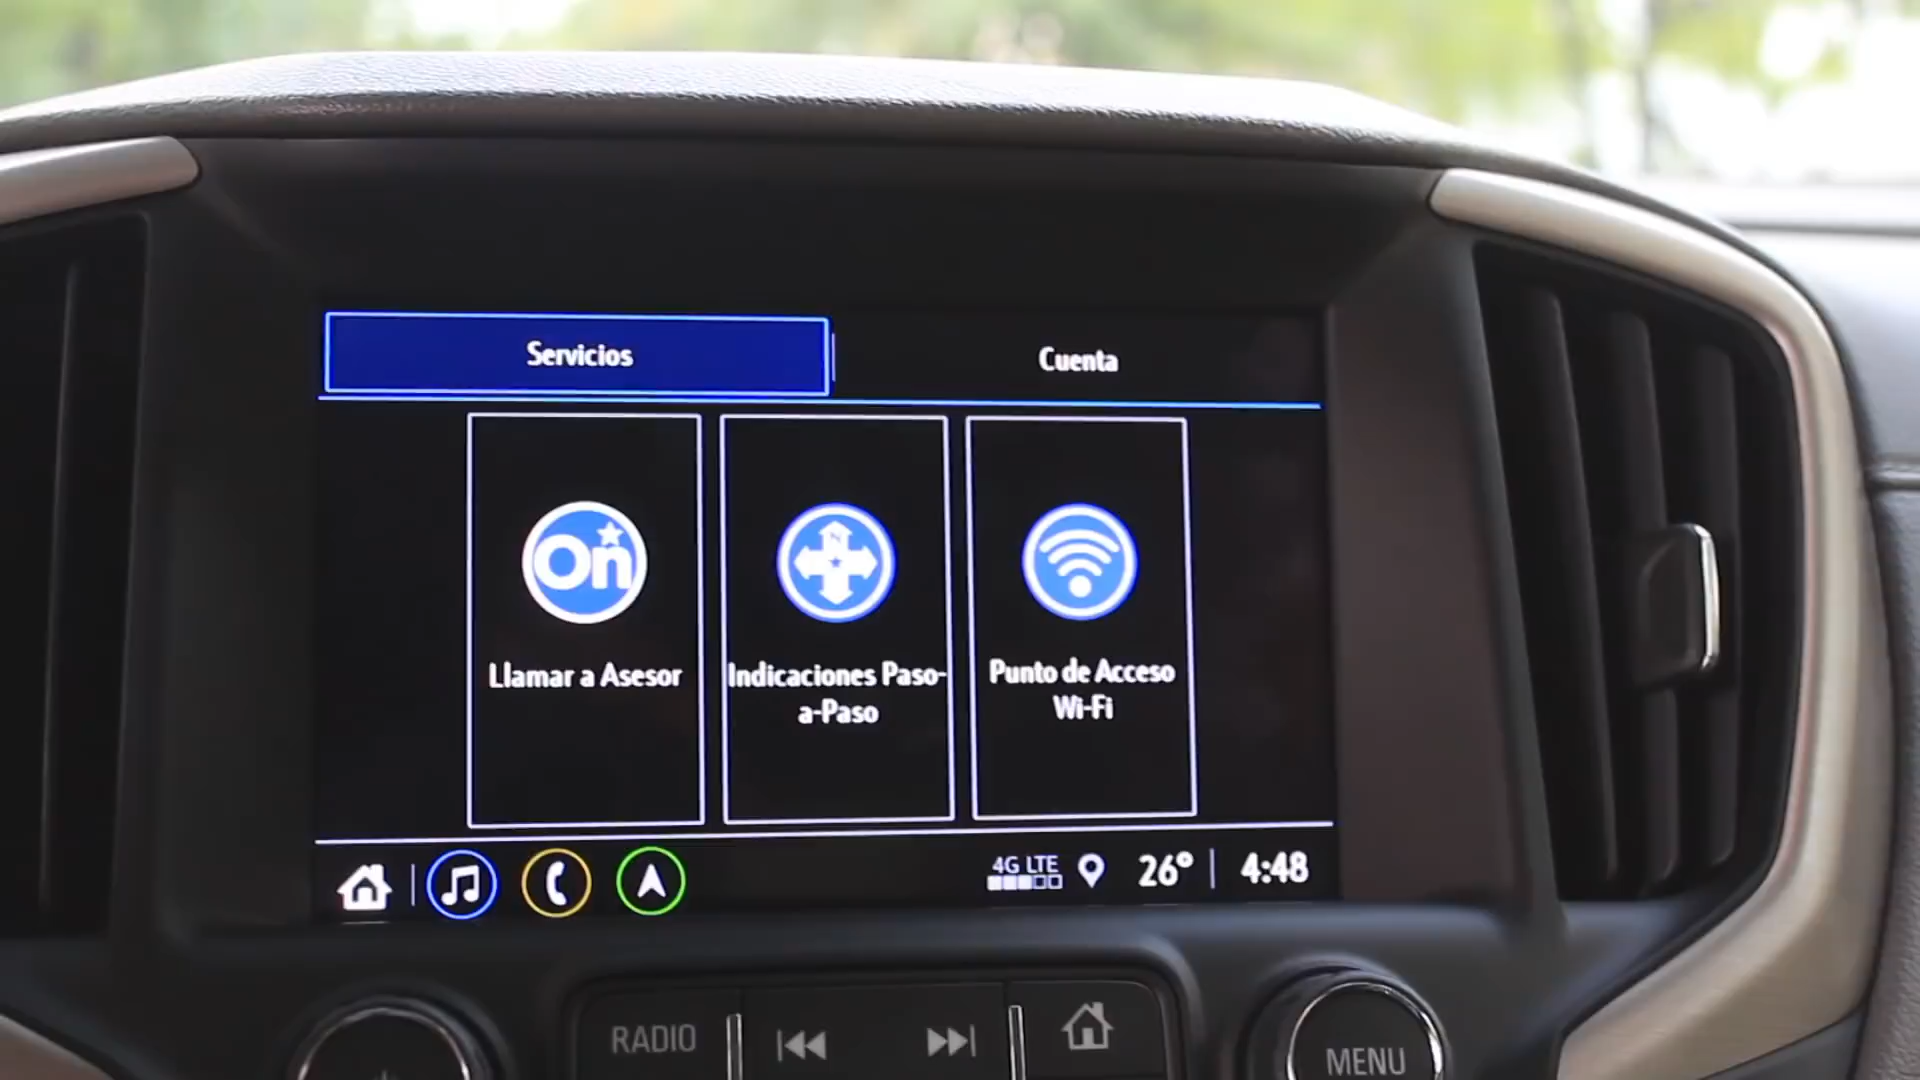 Servicios
Cuenta
On
N
Llamar a Asesor
Indicaciones Paso-
a-Paso
Punto de Acceso
Wi-Fi
4G LTE
26°
4:48
RADIO
MENU